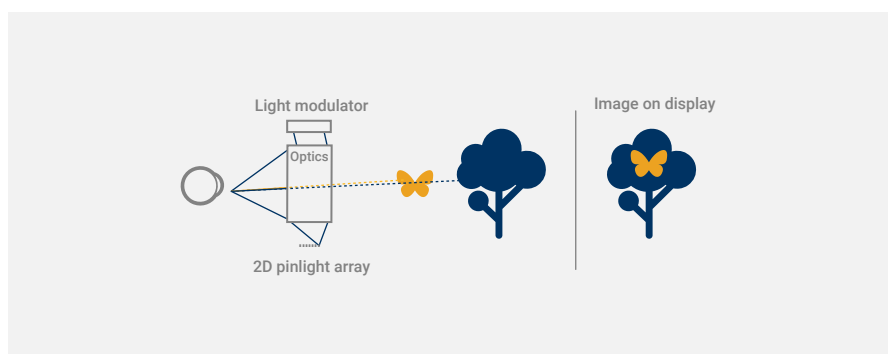 Light modulator
Optics
2D pinlight array
Image on display